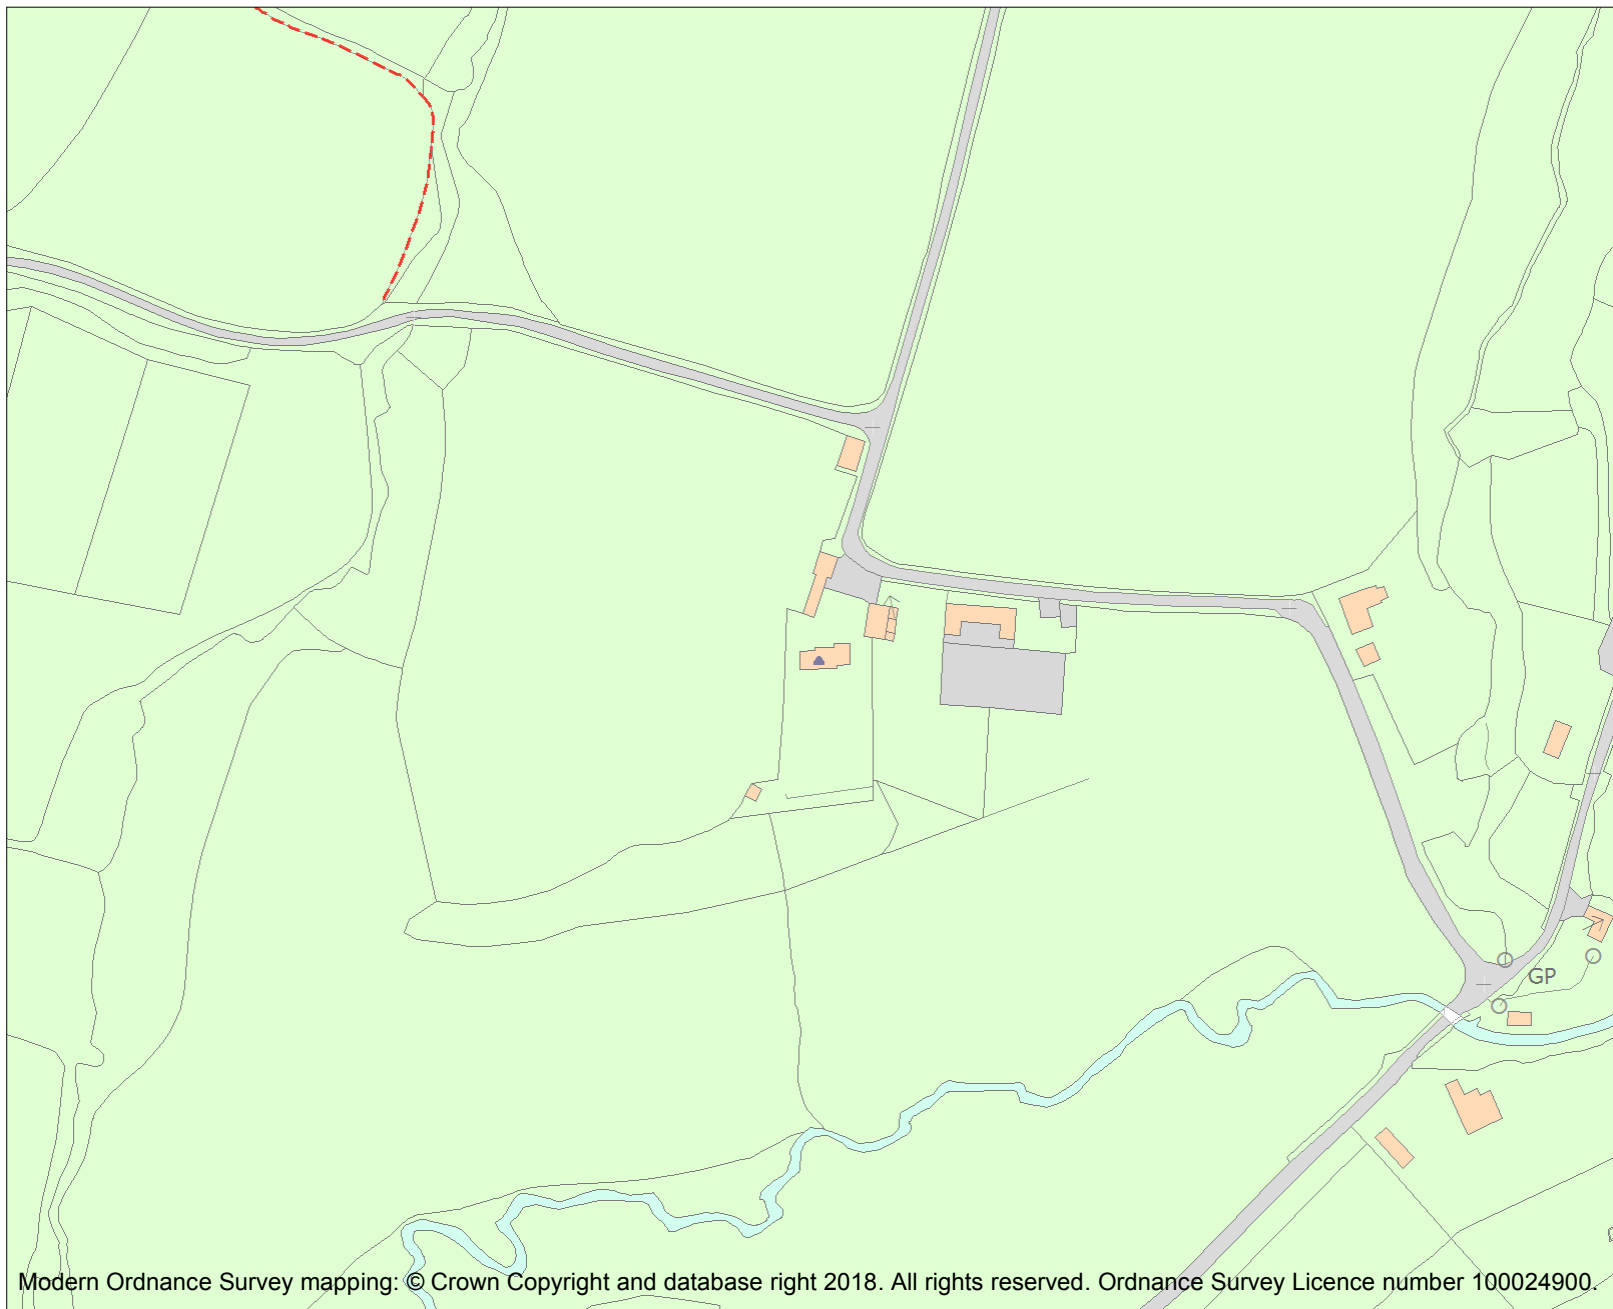 GP
Modern Ordnance Survey mapping: © Crown Copyright and database right 2018. All rights reserved. Ordnance Survey Licence number 100024900.